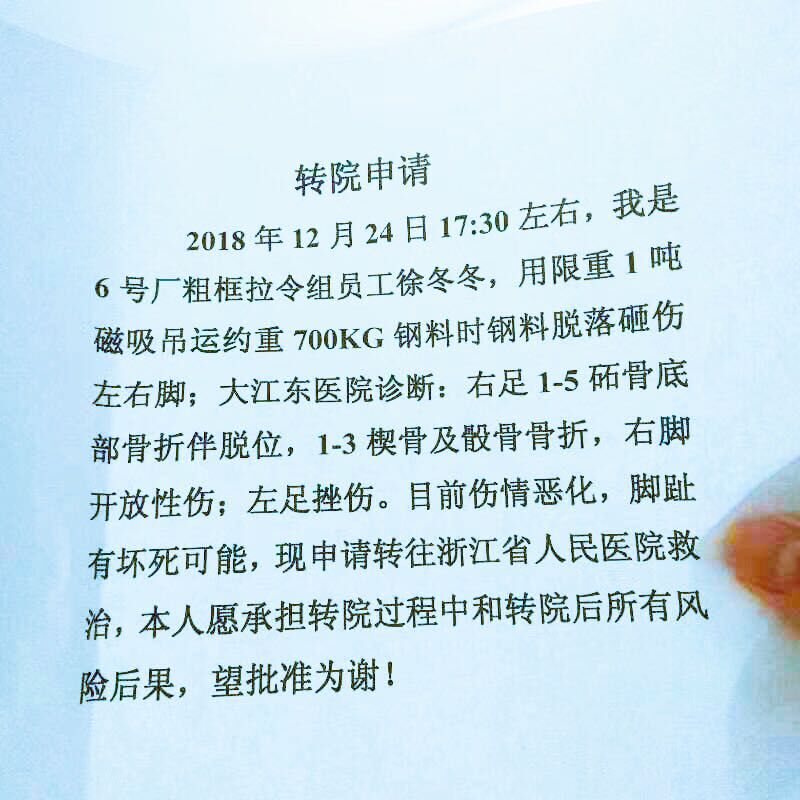 转院申请
2018 年 12 月 24 日 17:30 左右，我是
6 号厂粗框拉令组员工徐冬冬，用限重 1 吨
磁吸吊运约重 700KG 钢料时钢料脱落砸伤
左右脚；大江东医院诊断：右足 1-5 跖骨底
部骨折伴脱位，1-3 楔骨及骰骨骨折，右脚
开放性伤；左足挫伤。目前伤情恶化，脚趾
有坏死可能，现申请转往浙江省人民医院救
治，本人愿承担转院过程中和转院后所有风
险后果，望批准为谢！